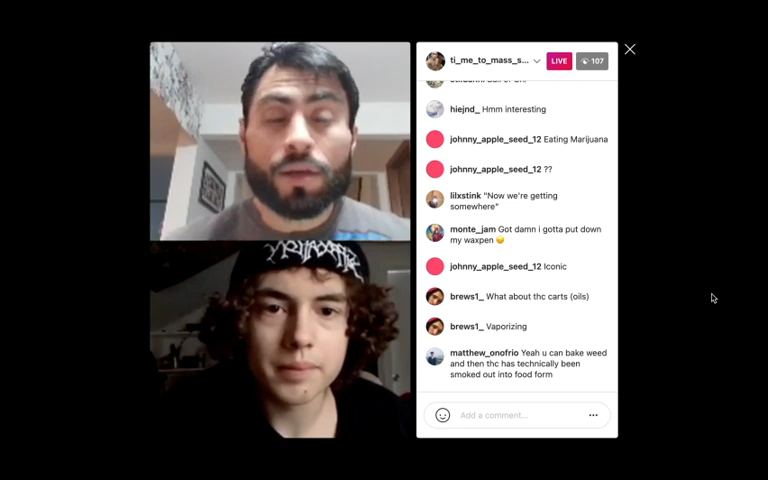 ti_me_to_mass_s...
LIVE
107
hiejnd_ Hmm interesting
johnny_apple_seed_12 Eating Marijuana
johnny_apple_seed_12 ??
lilxstink "Now we're getting
somewhere"
monte_jam Got damn i gotta put down
my waxpen 😔
johnny_apple_seed_12 Iconic
brews1_ What about thc carts (oils)
brews1_ Vaporizing
matthew_onofrio Yeah u can bake weed
and then thc has technically been
smoked out into food form
Add a comment...